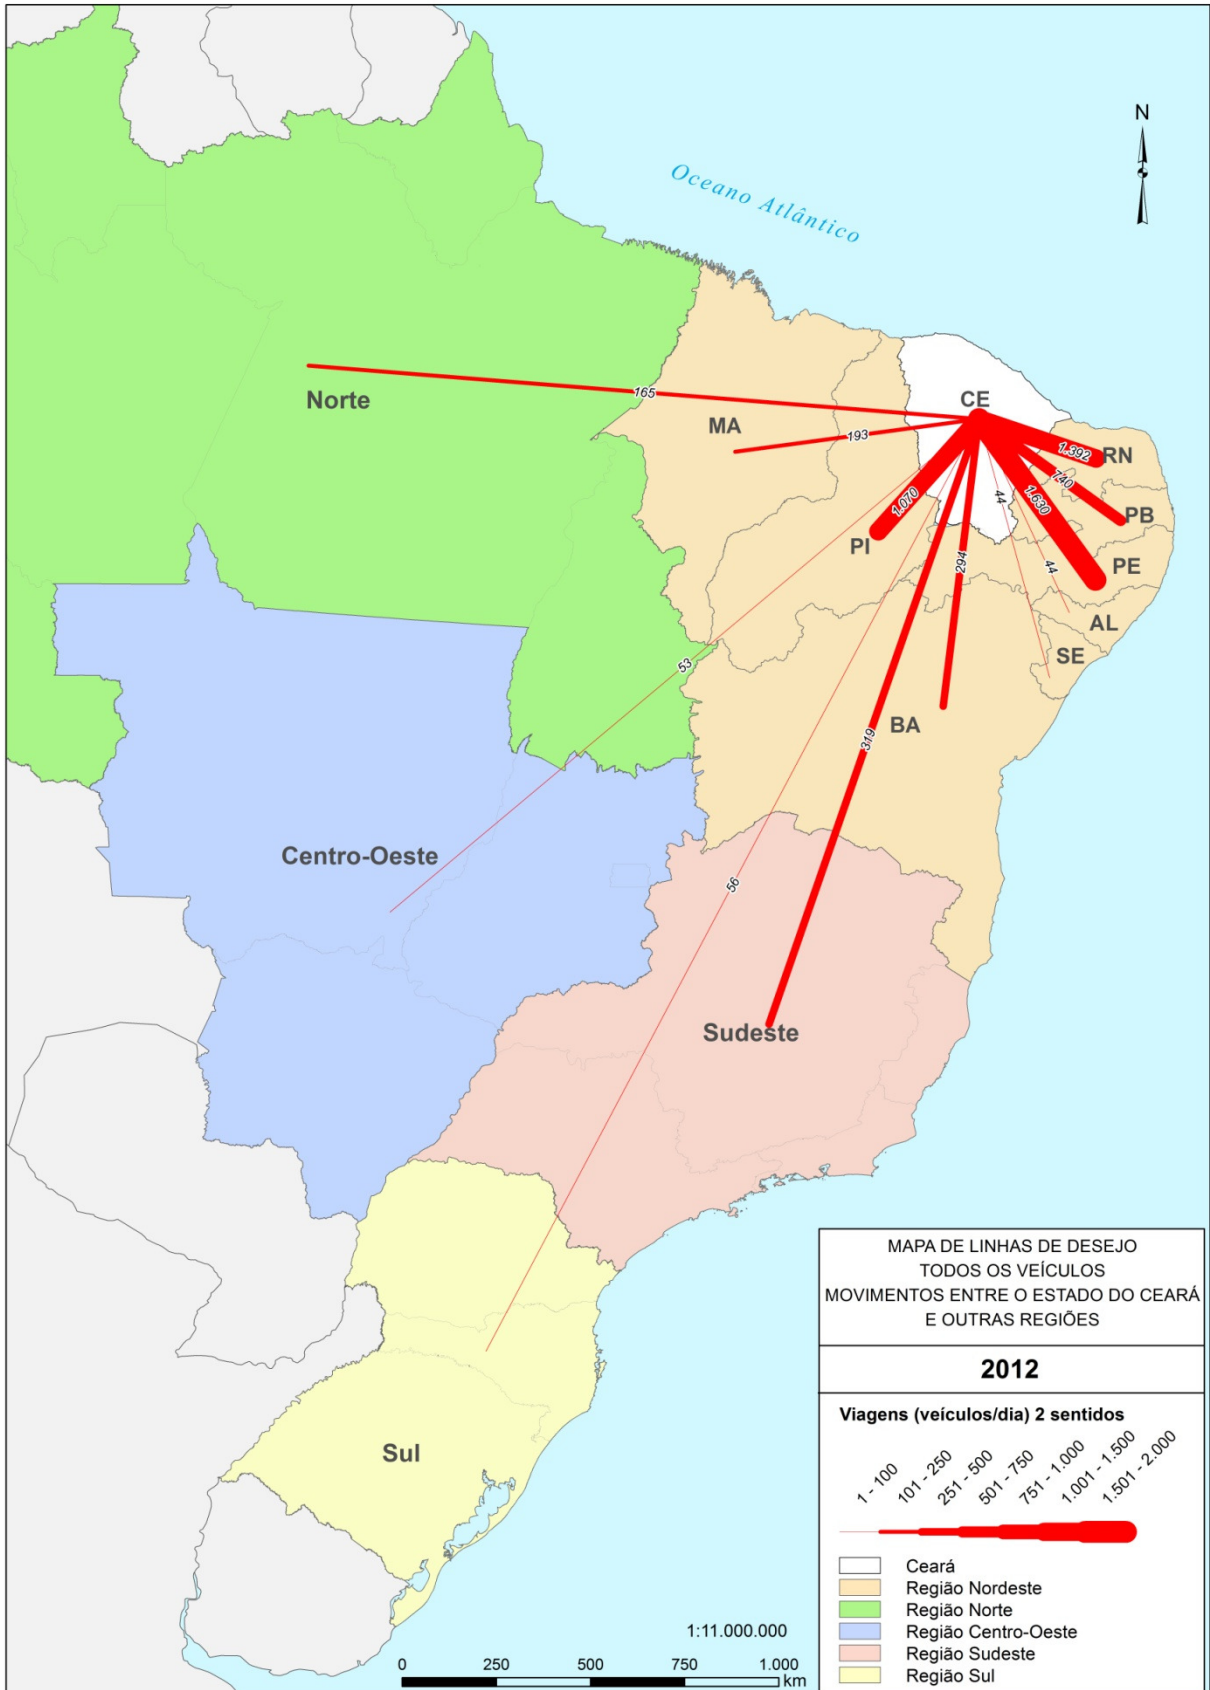 N
Oceano Atlântico
CE
Norte
165
MA
193
1.392
RN
740
1.070
1.630
44
PB
PI
294
44
PE
AL
53
SE
319
BA
Centro-Oeste
56
Sudeste
Sul
MAPA DE LINHAS DE DESEJO
TODOS OS VEÍCULOS
MOVIMENTOS ENTRE O ESTADO DO CEARÁ
E OUTRAS REGIÕES
2012
Viagens (veículos/dia) 2 sentidos
1 - 100
101 - 250
251 - 500
501 - 750
751 - 1.000
1.001 - 1.500
1.501 - 2.000
Ceará
Região Nordeste
Região Norte
Região Centro-Oeste
Região Sudeste
Região Sul
1:11.000.000
0 250 500 750 1.000
km